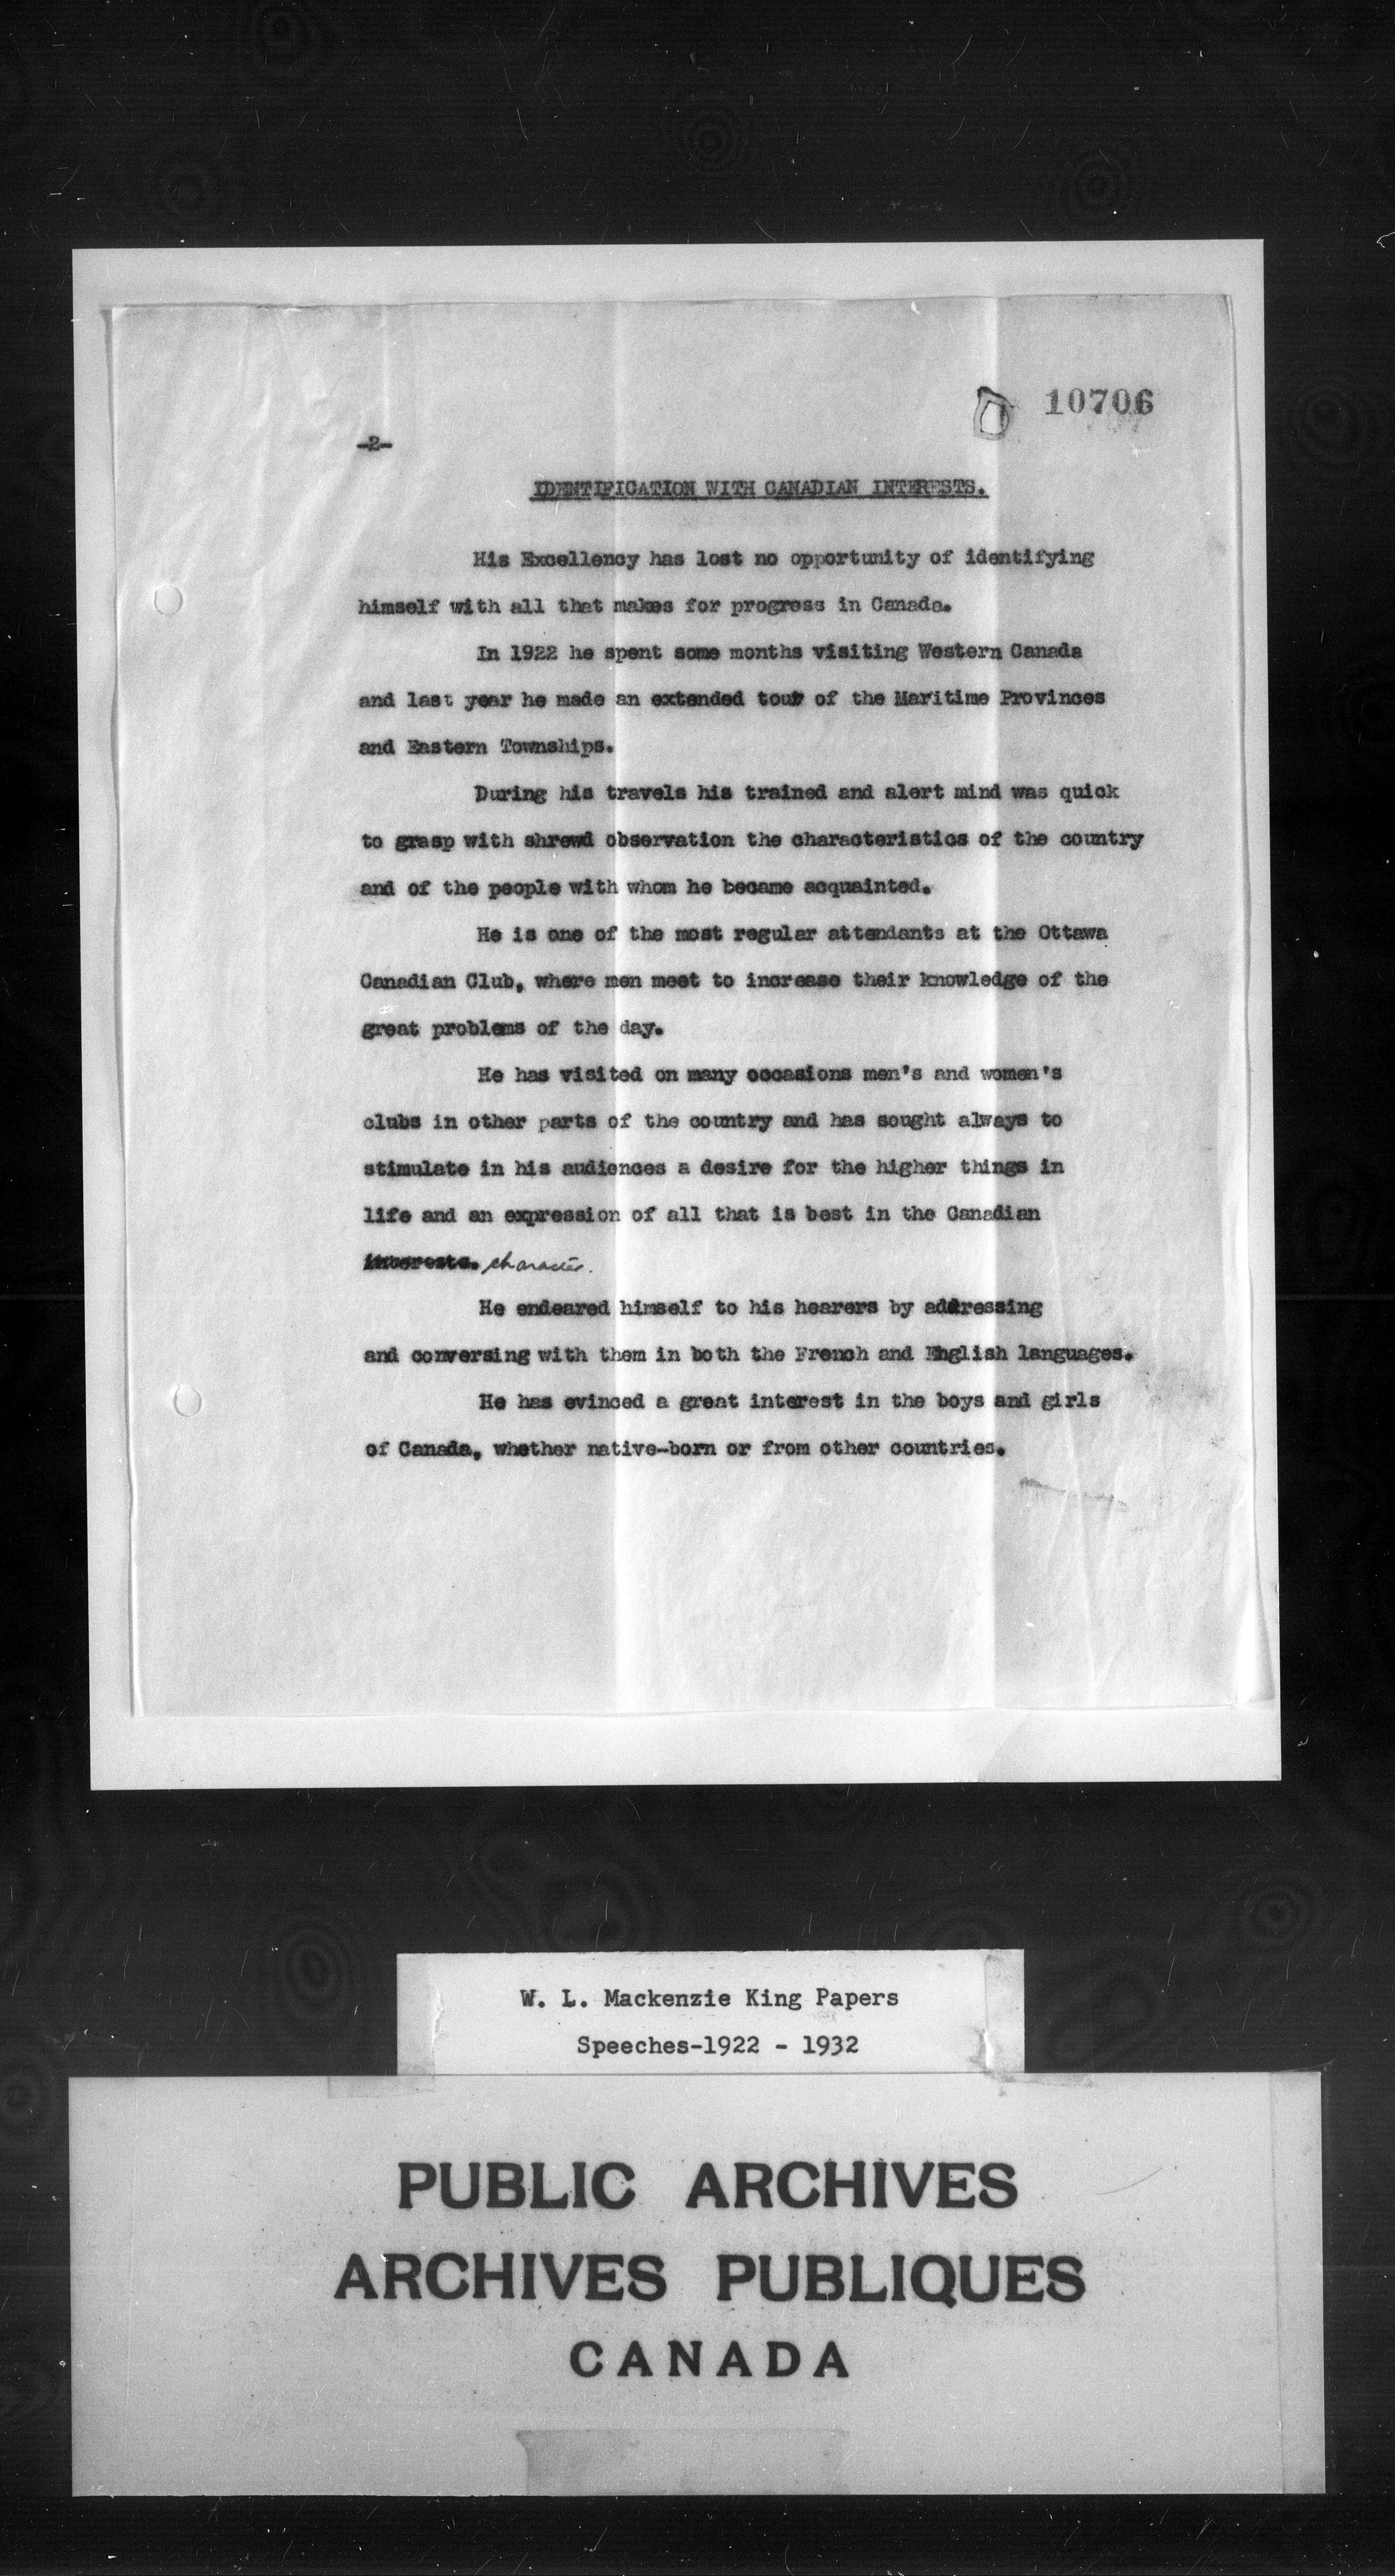 10706
-2-
IDENTIFICATION WITH CANADIAN INTERESTS.
His Excellency has lost no opportunity of identifying
himself with all that makes for progress in Canada.
In 1922 he spent some months visiting Western Canada
and last year he made an extended tour of the Maritime Provinces
and Eastern Townships.
During his travels his trained and alert mind was quick
to grasp with shrewd observation the characteristics of the country
and of the people with whom he became acquainted.
He is one of the most regular attendants at the Ottawa
Canadian Club, where men meet to increase their knowledge of the
great problems of the day.
He has visited on many occasions men's and women's
clubs in other parts of the country and has sought always to
stimulate in his audiences a desire for the higher things in
life and an expression of all that is best in the Canadian
interests. character.
He endeared himself to his hearers by addressing
and conversing with them in both the French and English languages.
He has evinced a great interest in the boys and girls
of Canada, whether native-born or from other countries.
W. L. Mackenzie King Papers
Speeches-1922 - 1932
PUBLIC ARCHIVES
ARCHIVES PUBLIQUES
CANADA